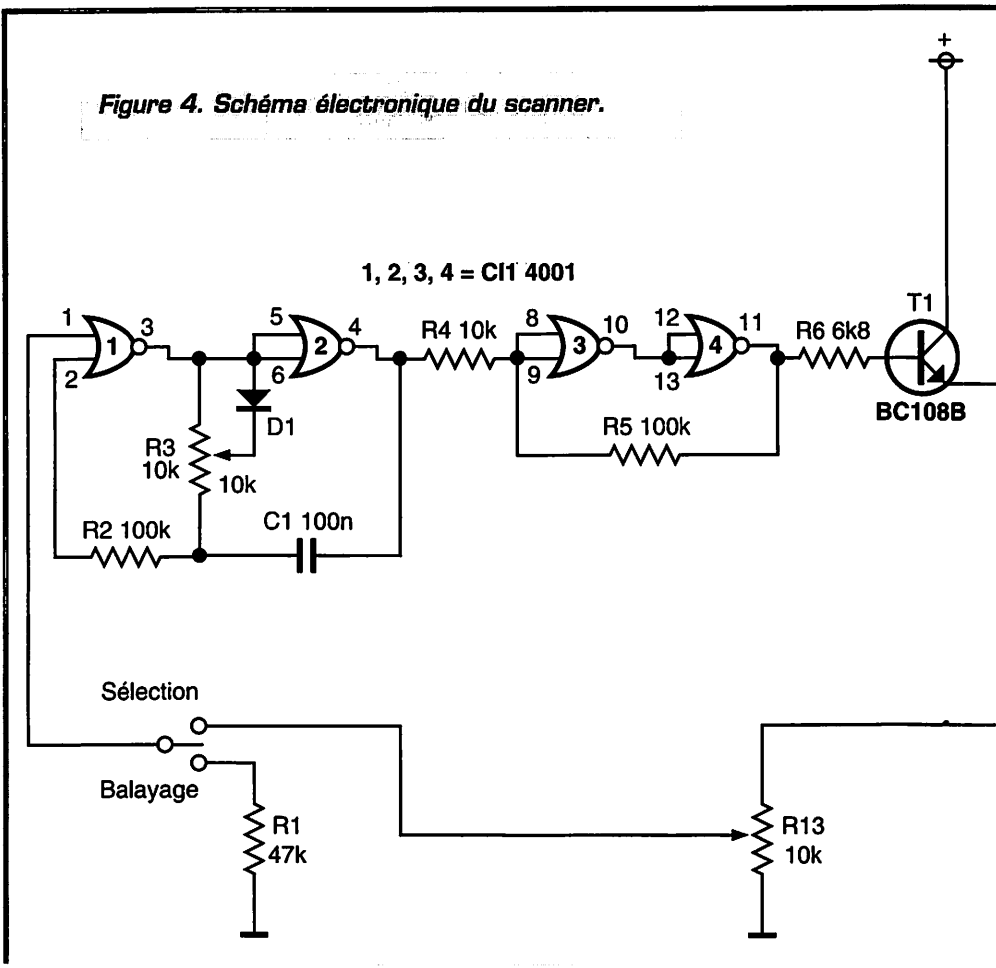 +
Figure 4. Schéma électronique du scanner.
1, 2, 3, 4 = CI1 4001
T1
1
2
1
3
5
6
2
4
R4 10k
8
9
3
10
12
13
4
11
R6 6k8
BC108B
D1
R3
10k
10k
R5 100k
R2 100k
C1 100n
Sélection
Balayage
R1
47k
R13
10k